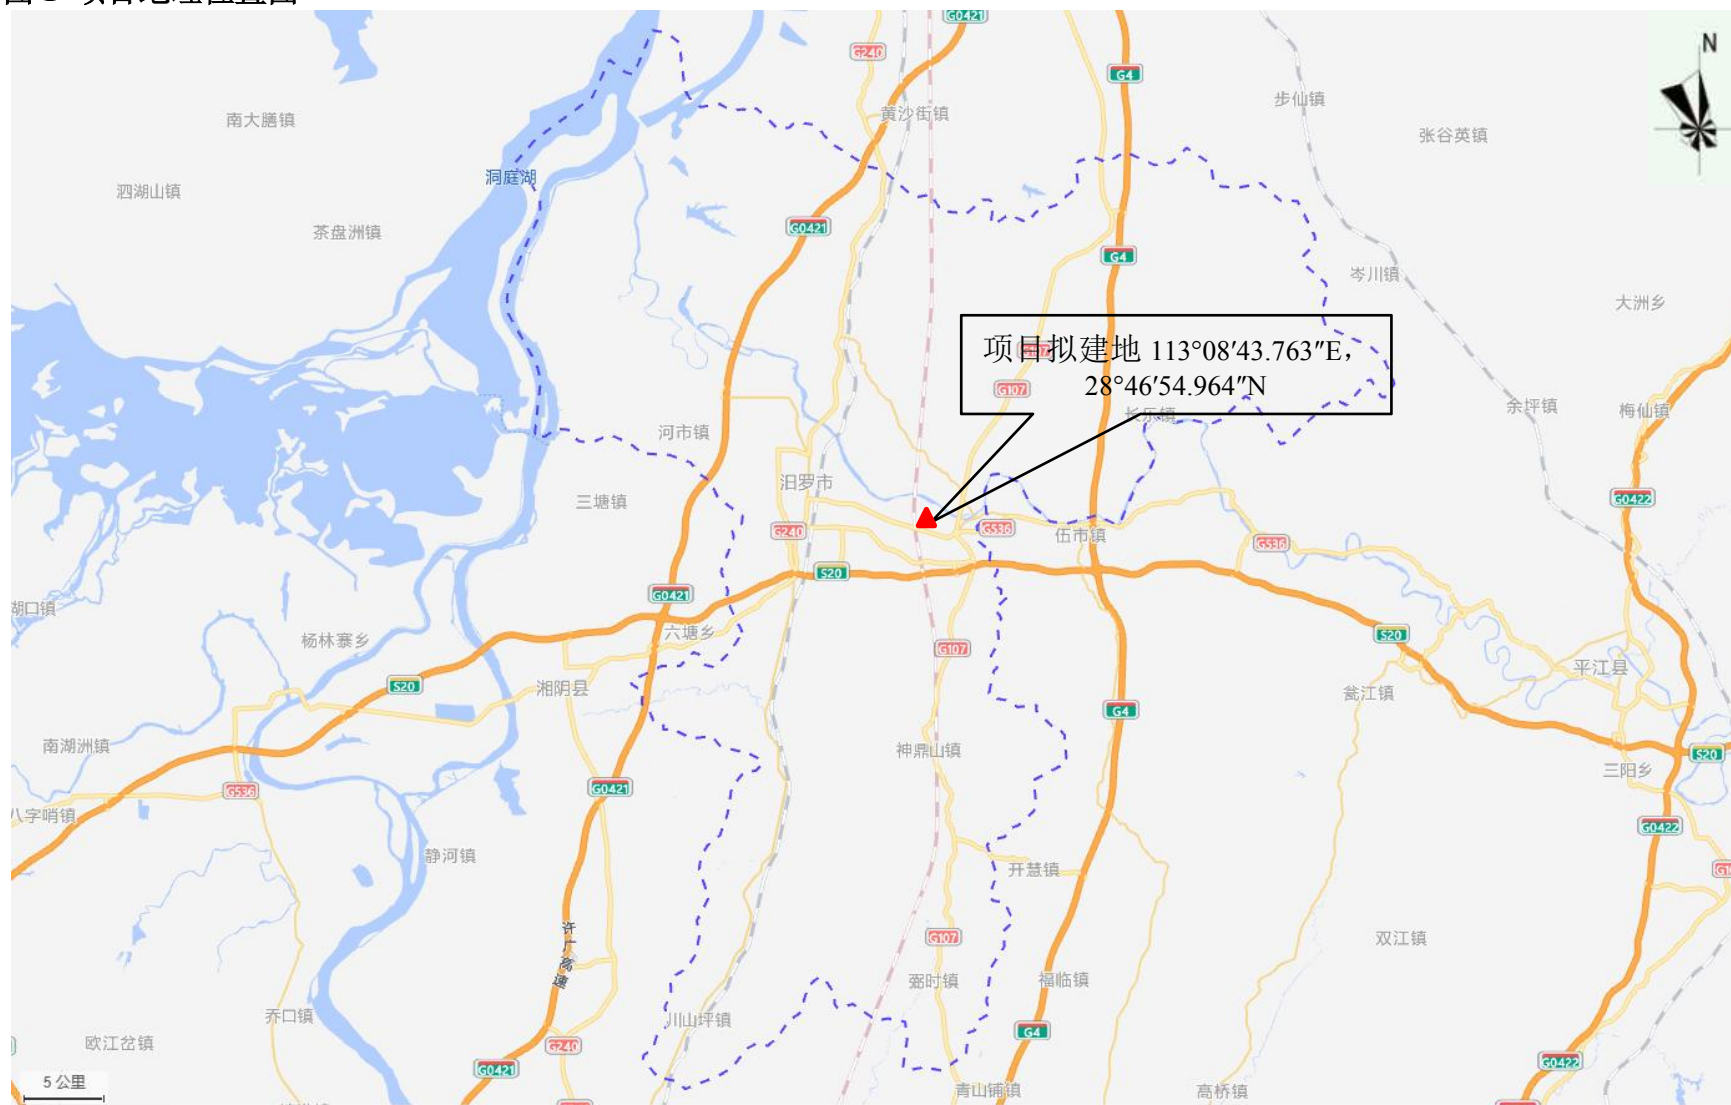 G0421
G240
N
G4
步仙镇
黄沙街镇
南大膳镇
张谷英镇
洞庭湖
泗湖山镇
G0421
茶盘洲镇
G4
岑川镇
大洲乡
项目拟建地 113°08′43.763″E，
28°46′54.964″N
G107
G107
长乐镇
余坪镇
梅仙镇
河市镇
汨罗市
三塘镇
G0422
G240
G536
伍市镇
G536
S20
G0421
湖口镇
杨林寨乡
六塘乡
S20
G107
平江县
S20
湘阴县
瓮江镇
G4
南湖洲镇
神鼎山镇
S20
三阳乡
G536
G0421
八字哨镇
G0422
静河镇
开慧镇
许广高速
G107
双江镇
弼时镇
福临镇
乔口镇
川山坪镇
G4
欧江岔镇
G240
G0421
G0422
5 公里
青山铺镇
高桥镇